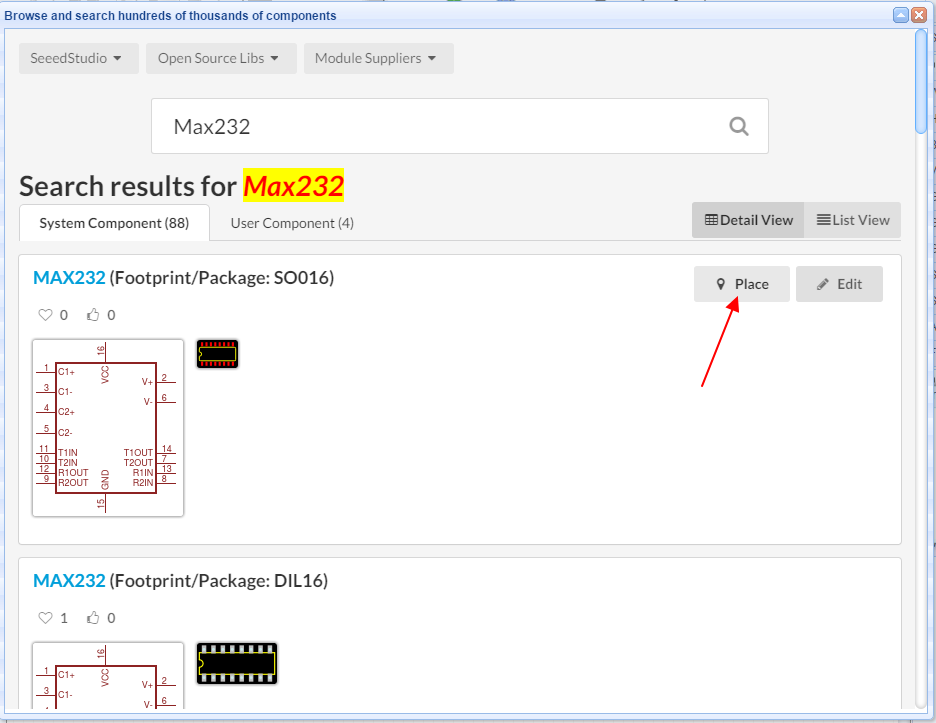 Browse and search hundreds of thousands of components
SeeedStudio Open Source Libs Module Suppliers
Max232
Search results for Max232
System Component (88) User Component (4) Detail View List View
MAX232 (Footprint/Package: SO016) Place Edit
0 0
16
VCC
1 C1+ V+ 2
3 C1- V- 6
4 C2+
5 C2-
11 T1IN T1OUT 14
10 T2IN T2OUT 7
12 R1OUT R1IN 13
9 R2OUT R2IN 8
GND
15
MAX232 (Footprint/Package: DIL16)
1 0
16
VCC
1 C1+ V+ 2
3 C1- V- 6